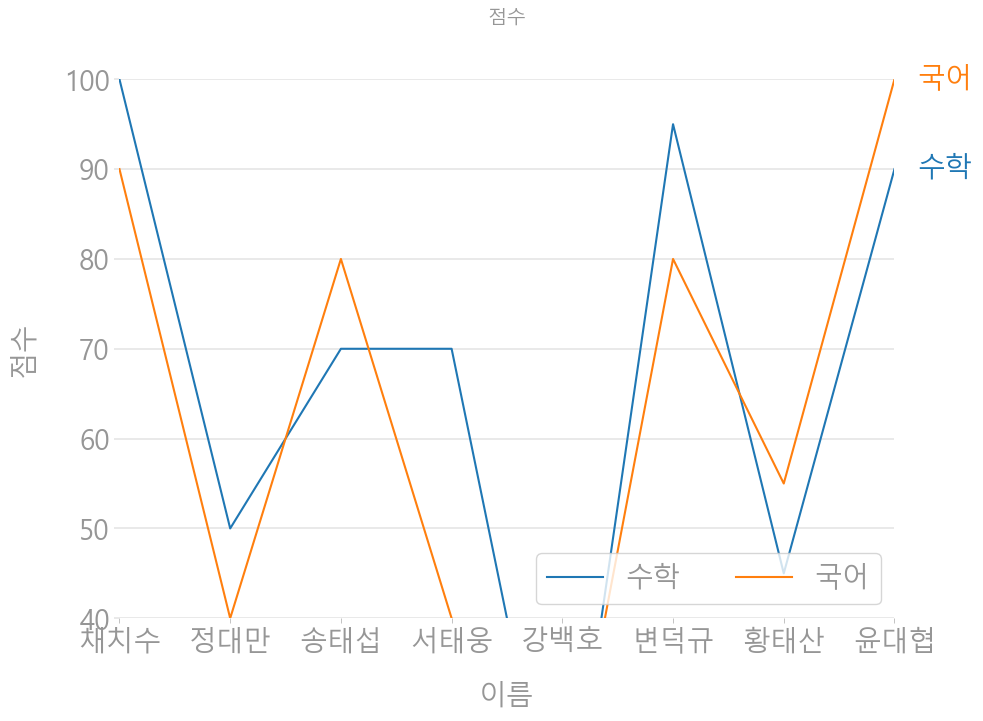 점수
국어
수학
100
90
80
70
60
50
40
점수
수학 국어
채치수 정대만 송태섭 서태웅 강백호 변덕규 황태산 윤대협
이름